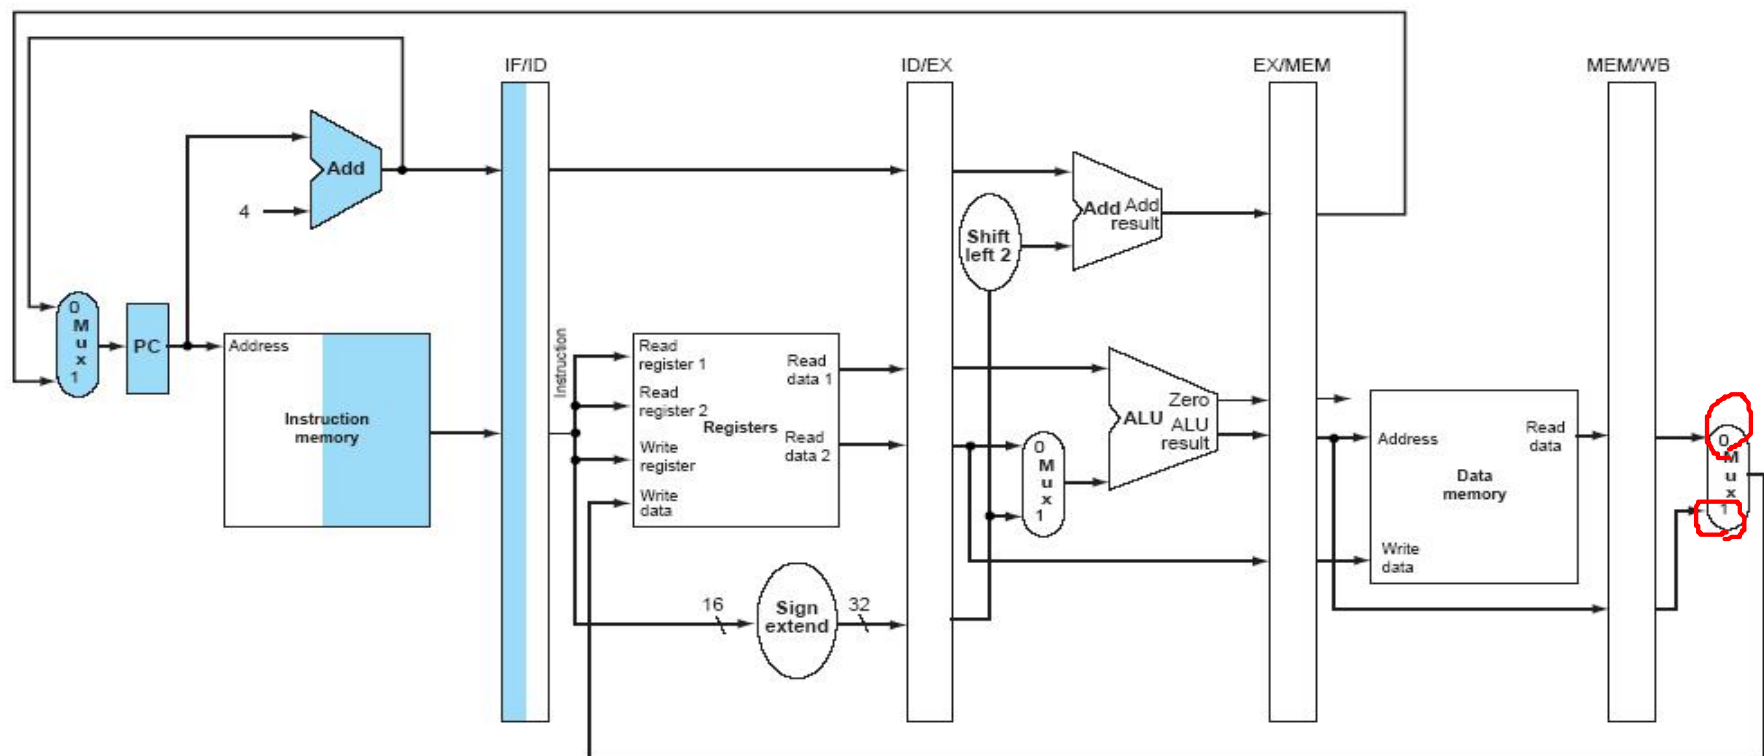 IF/ID
ID/EX
EX/MEM
MEM/WB
Add
4
Add Add
result
Shift
left 2
0
M
u
x
1
PC
Address
Instruction
memory
Instruction
Read
register 1
Read
register 2
Write
register
Write
data
Registers
Read
data 1
Read
data 2
16
Sign
extend
32
0
M
u
x
1
Zero
ALU ALU
result
Address
Read
data
Data
memory
Write
data
0
M
u
x
1